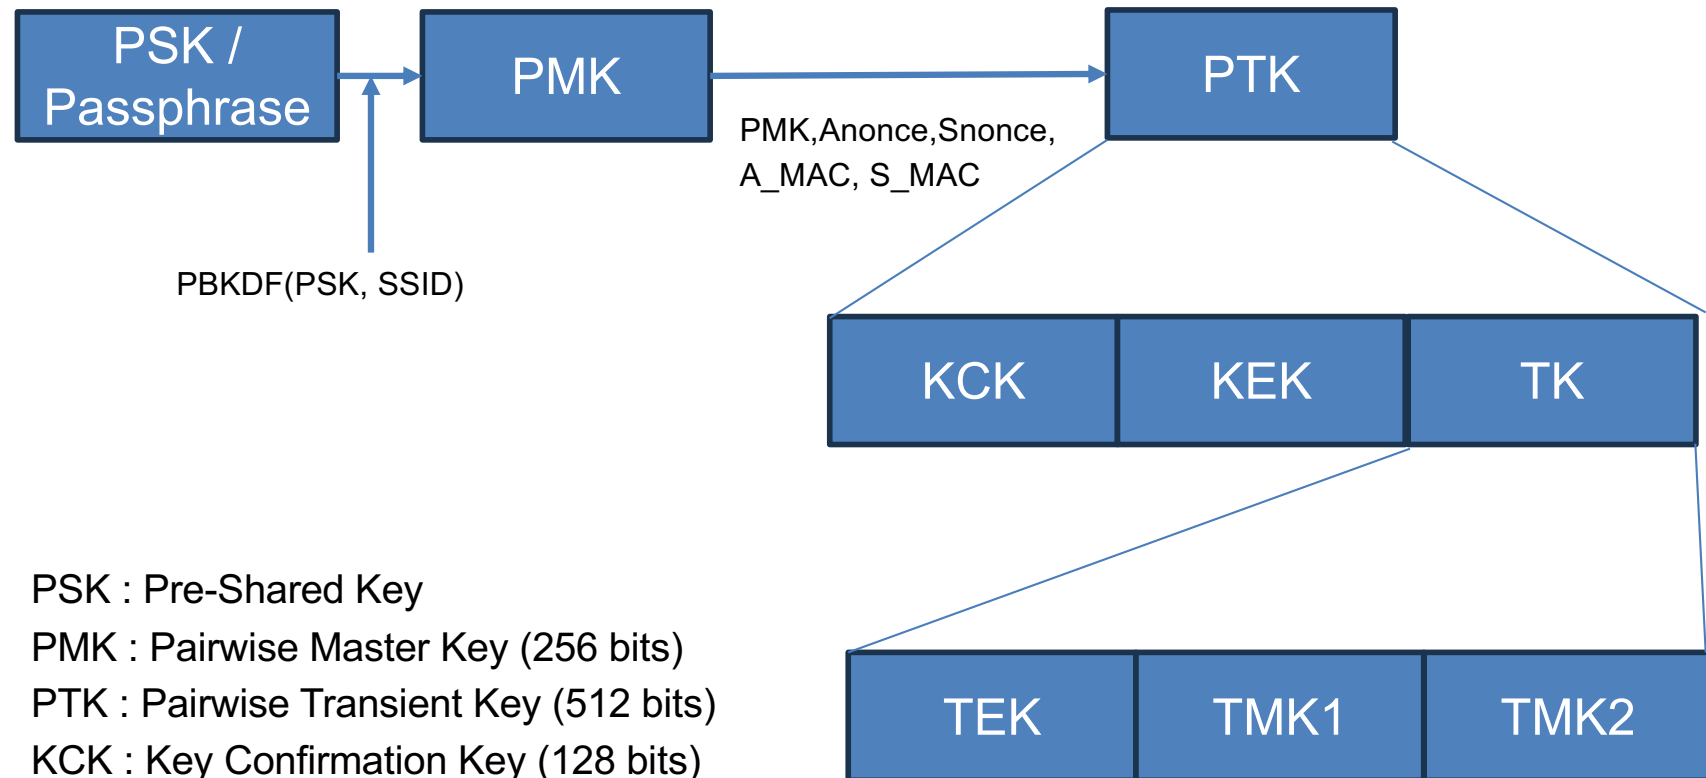 PSK /
Passphrase
PMK
PTK
PMK,Anonce,Snonce,
A_MAC, S_MAC
PBKDF(PSK, SSID)
KCK
KEK
TK
PSK : Pre-Shared Key
PMK : Pairwise Master Key (256 bits)
PTK : Pairwise Transient Key (512 bits)
KCK : Key Confirmation Key (128 bits)
TEK
TMK1
TMK2